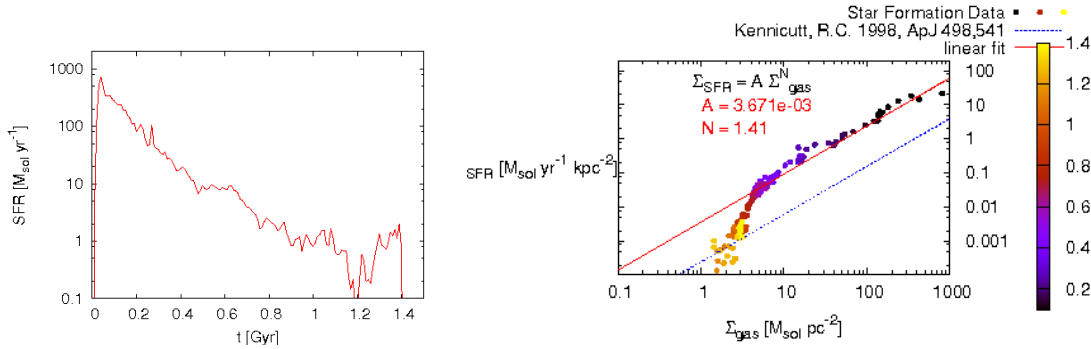 1000
100
10
1
0.1
SFR [Msol yr-1]
0 0.2 0.4 0.6 0.8 1 1.2 1.4
t [Gyr]
Star Formation Data
Kennicutt, R.C. 1998, ApJ 498,541
linear fit
ΣSFR = A ΣNgas
A = 3.671e-03
N = 1.41
SFR [Msol yr-1 kpc-2]
100
10
1
0.1
0.01
0.001
0.1 1 10 100 1000
Σgas [Msol pc-2]
1.4
1.2
1
0.8
0.6
0.4
0.2